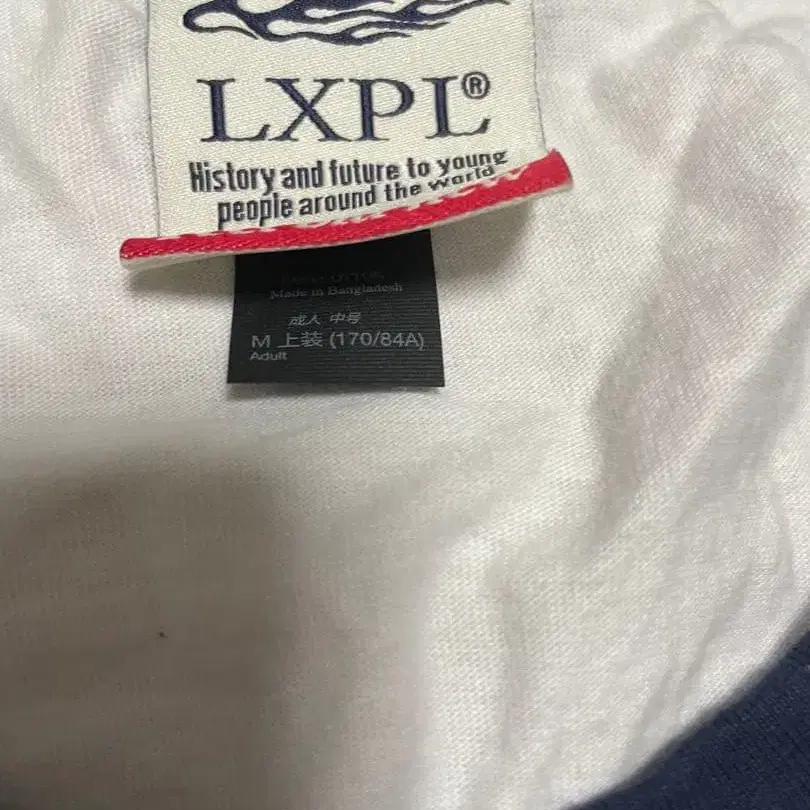 LXPL®
History and future to young
people around the world
Made in Bangladesh
成人 中号
M 上装 (170/84A)
Adult